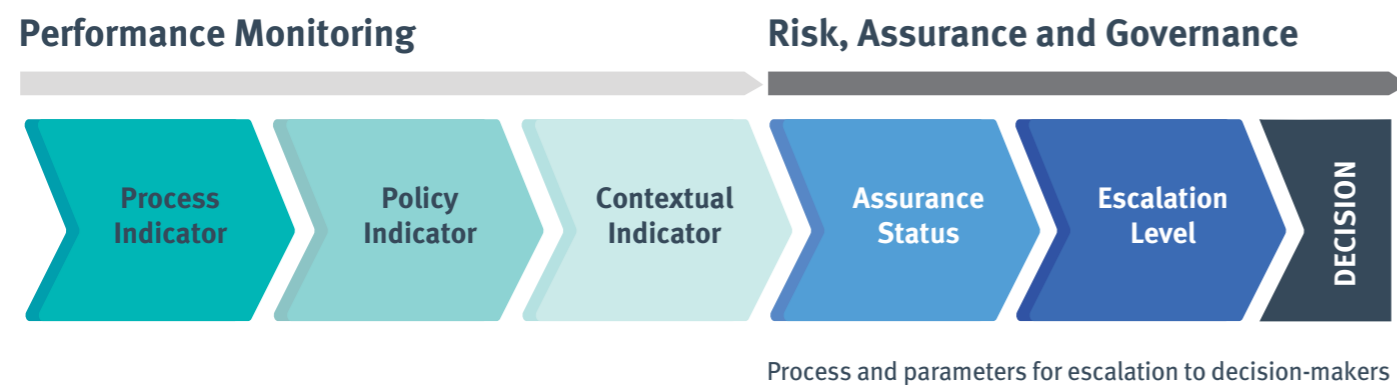 Performance Monitoring
Risk, Assurance and Governance
Process
Indicator
Policy
Indicator
Contextual
Indicator
Assurance
Status
Escalation
Level
DECISION
Process and parameters for escalation to decision-makers